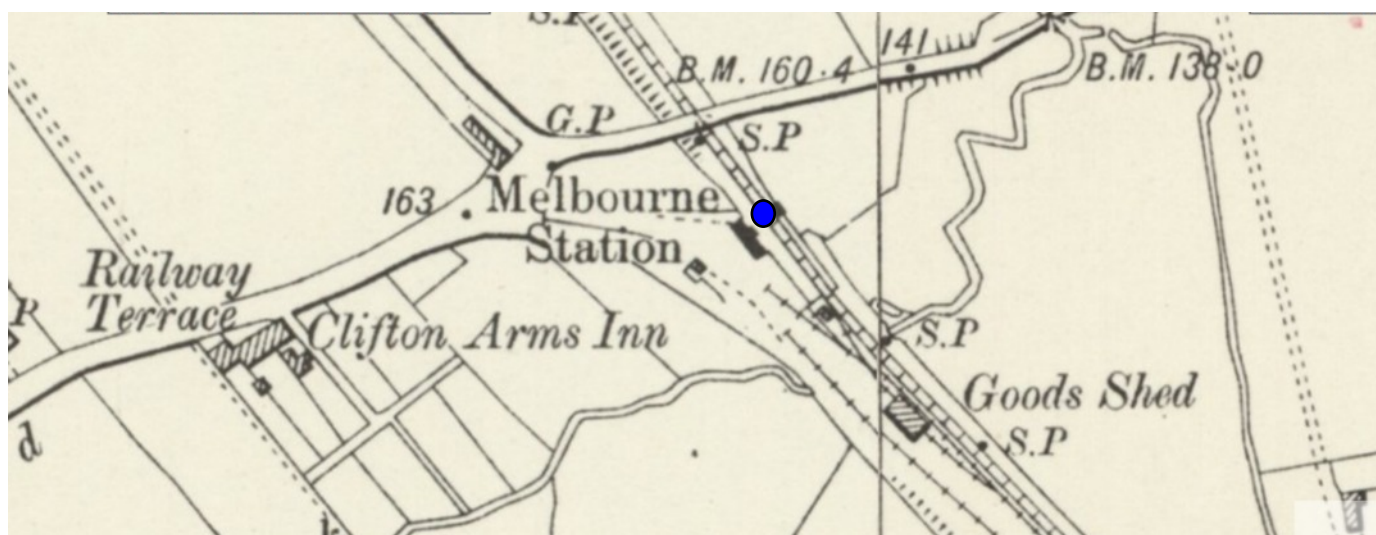 S.P
141
B.M. 160·4
B.M. 138·0
G.P
S.P
163
Melbourne
Station
Railway
Terrace
P
Clifton Arms Inn
S.P
Goods Shed
S.P
d